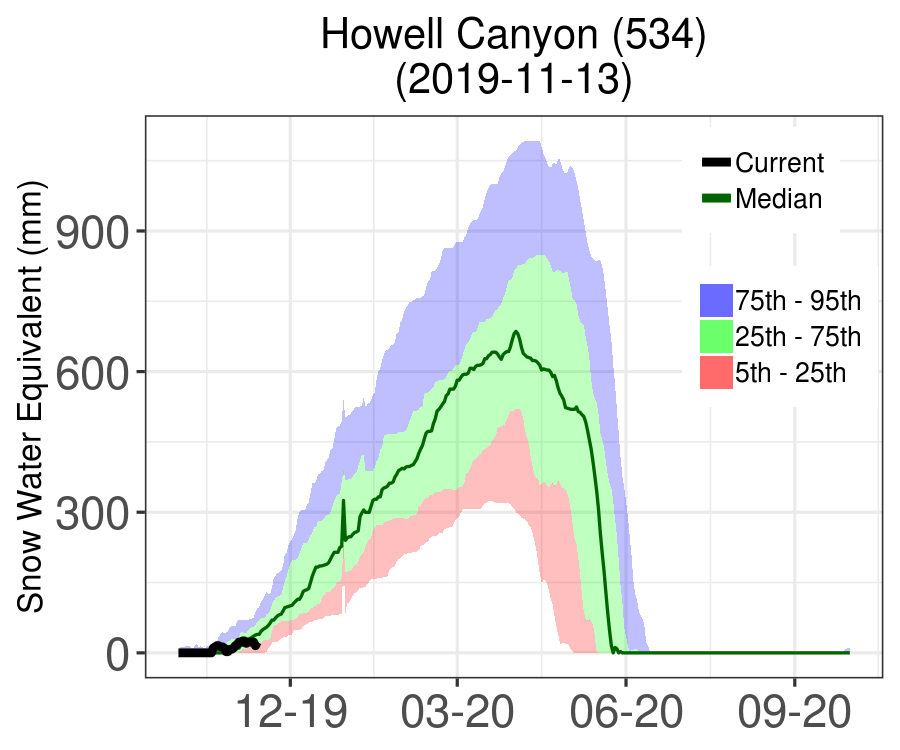 Howell Canyon (534)
(2019-11-13)
Snow Water Equivalent (mm)
900
600
300
0
12-19
03-20
06-20
09-20
Current
Median
75th - 95th
25th - 75th
5th - 25th